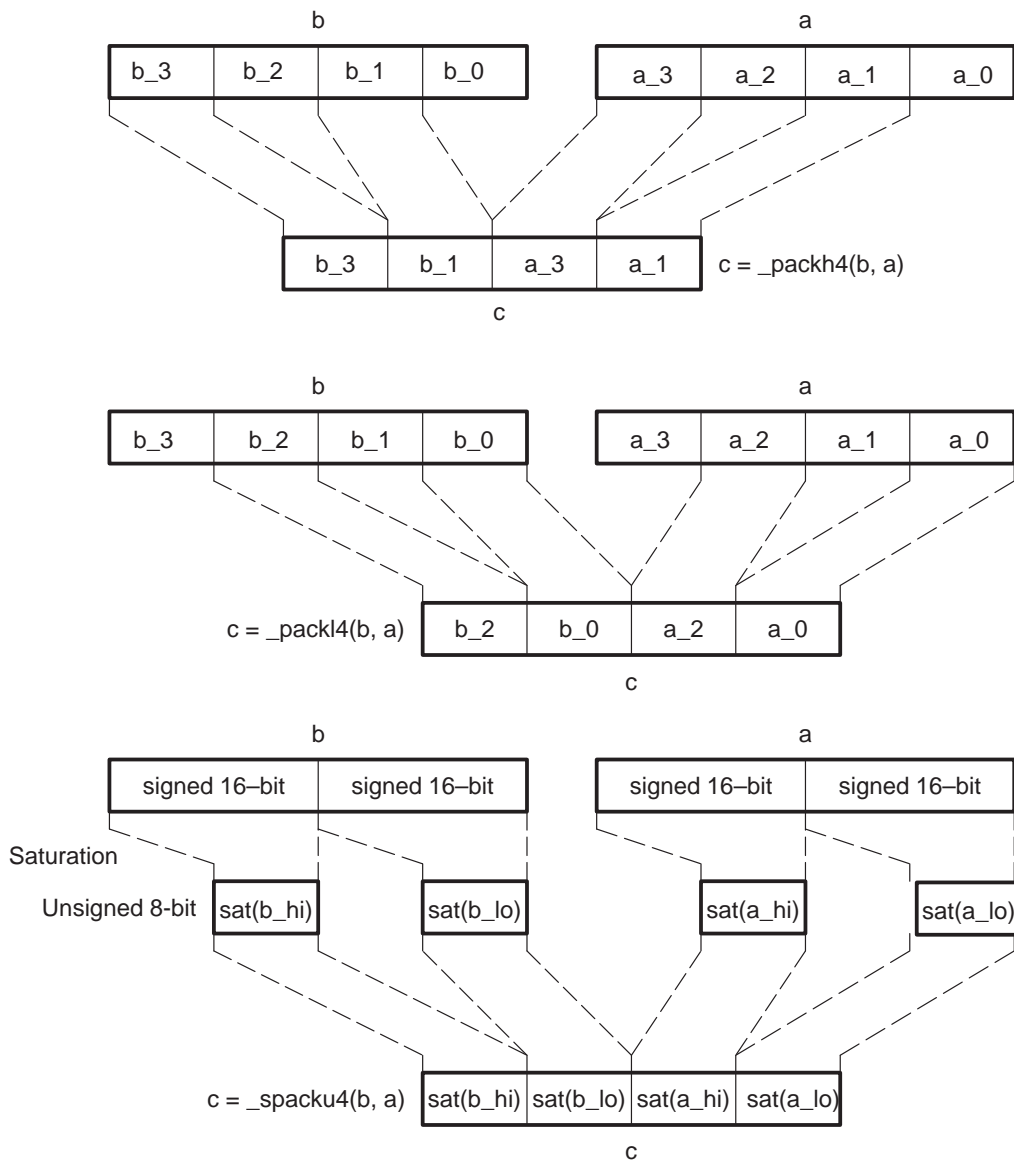 b a
b_3 b_2 b_1 b_0 a_3 a_2 a_1 a_0
b_3 b_1 a_3 a_1 c = _packh4(b, a)
c
b a
b_3 b_2 b_1 b_0 a_3 a_2 a_1 a_0
c = _packl4(b, a) b_2 b_0 a_2 a_0
c
b a
signed 16–bit signed 16–bit signed 16–bit signed 16–bit
Saturation
Unsigned 8-bit sat(b_hi) sat(b_lo) sat(a_hi) sat(a_lo)
c = _spacku4(b, a) sat(b_hi) sat(b_lo) sat(a_hi) sat(a_lo)
c